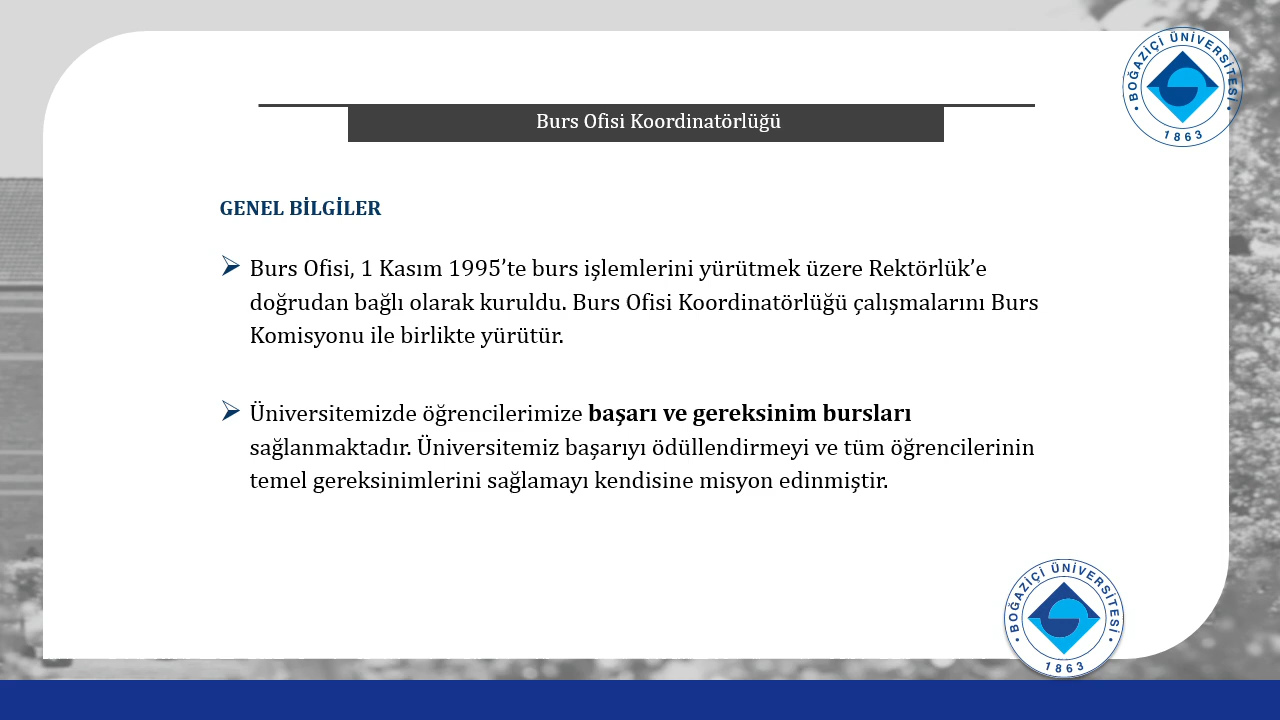 BOĞAZİÇİ ÜNİVERSİTESİ
1863
Burs Ofisi Koordinatörlüğü
GENEL BİLGİLER
Burs Ofisi, 1 Kasım 1995’te burs işlemlerini yürütmek üzere Rektörlük’e
doğrudan bağlı olarak kuruldu. Burs Ofisi Koordinatörlüğü çalışmalarını Burs
Komisyonu ile birlikte yürütür.
Üniversitemizde öğrencilerimize başarı ve gereksinim bursları
sağlanmaktadır. Üniversitemiz başarıyı ödüllendirmeyi ve tüm öğrencilerinin
temel gereksinimlerini sağlamayı kendisine misyon edinmiştir.
BOĞAZİÇİ ÜNİVERSİTESİ
1863